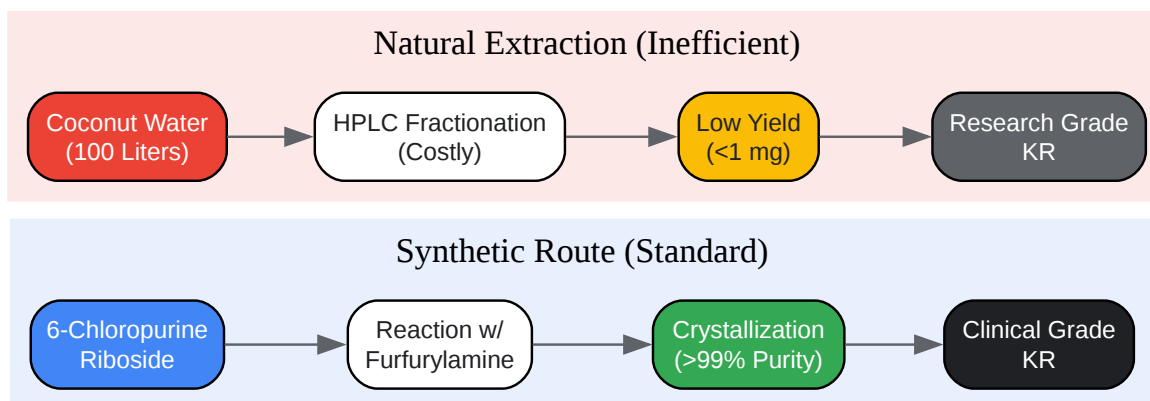 Natural Extraction (Inefficient)
Coconut Water
(100 Liters)
HPLC Fractionation
(Costly)
Low Yield
(<1 mg)
Research Grade
KR
Synthetic Route (Standard)
6-Chloropurine
Riboside
Reaction w/
Furfurylamine
Crystallization
(>99% Purity)
Clinical Grade
KR